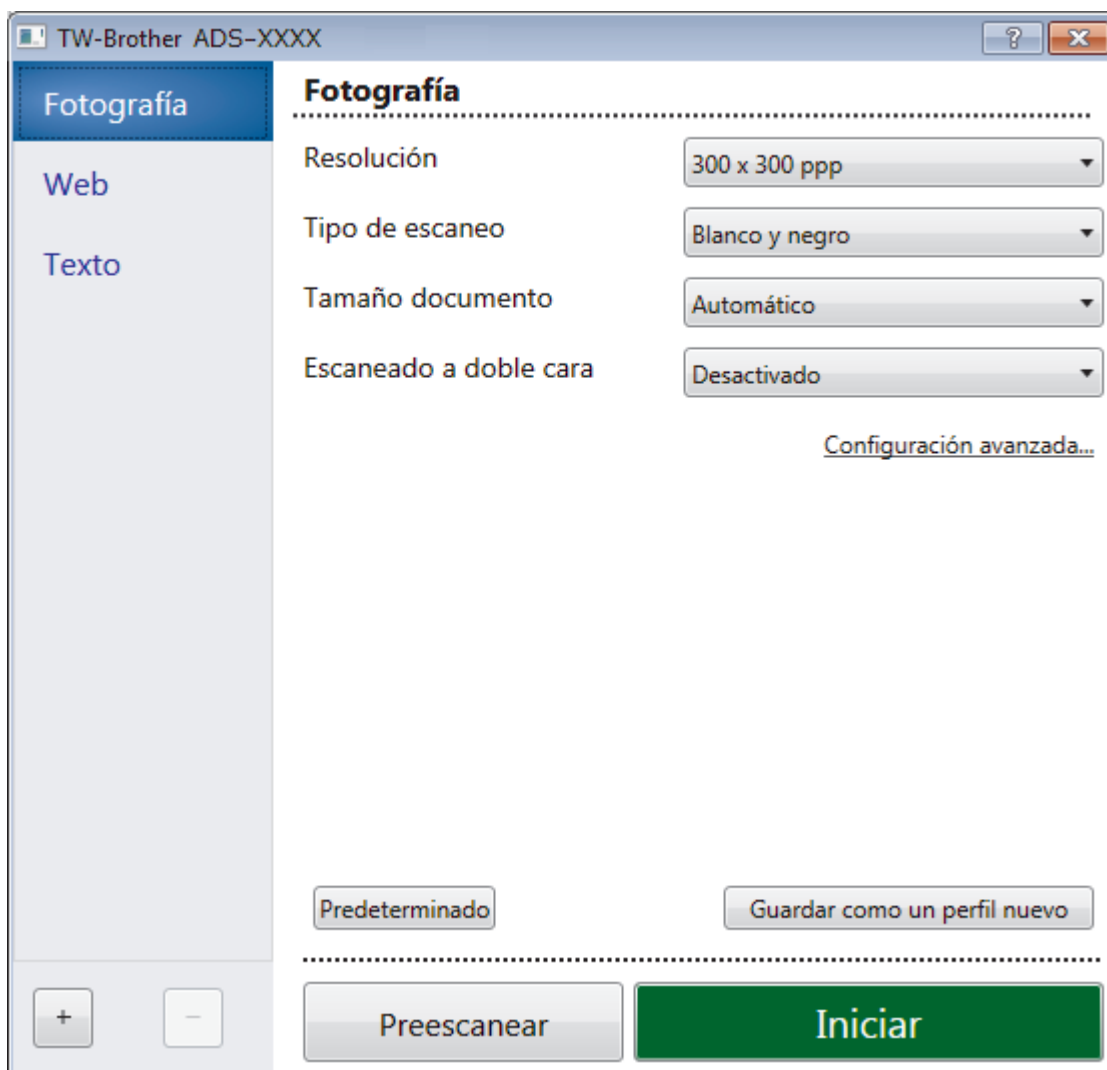 TW-Brother ADS-XXXX
Fotografía
Web
Texto
Fotografía
Resolución
300 x 300 ppp
Tipo de escaneo
Blanco y negro
Tamaño documento
Automático
Escaneado a doble cara
Desactivado
Configuración avanzada...
Predeterminado
Guardar como un perfil nuevo
+
−
Preescanear
Iniciar